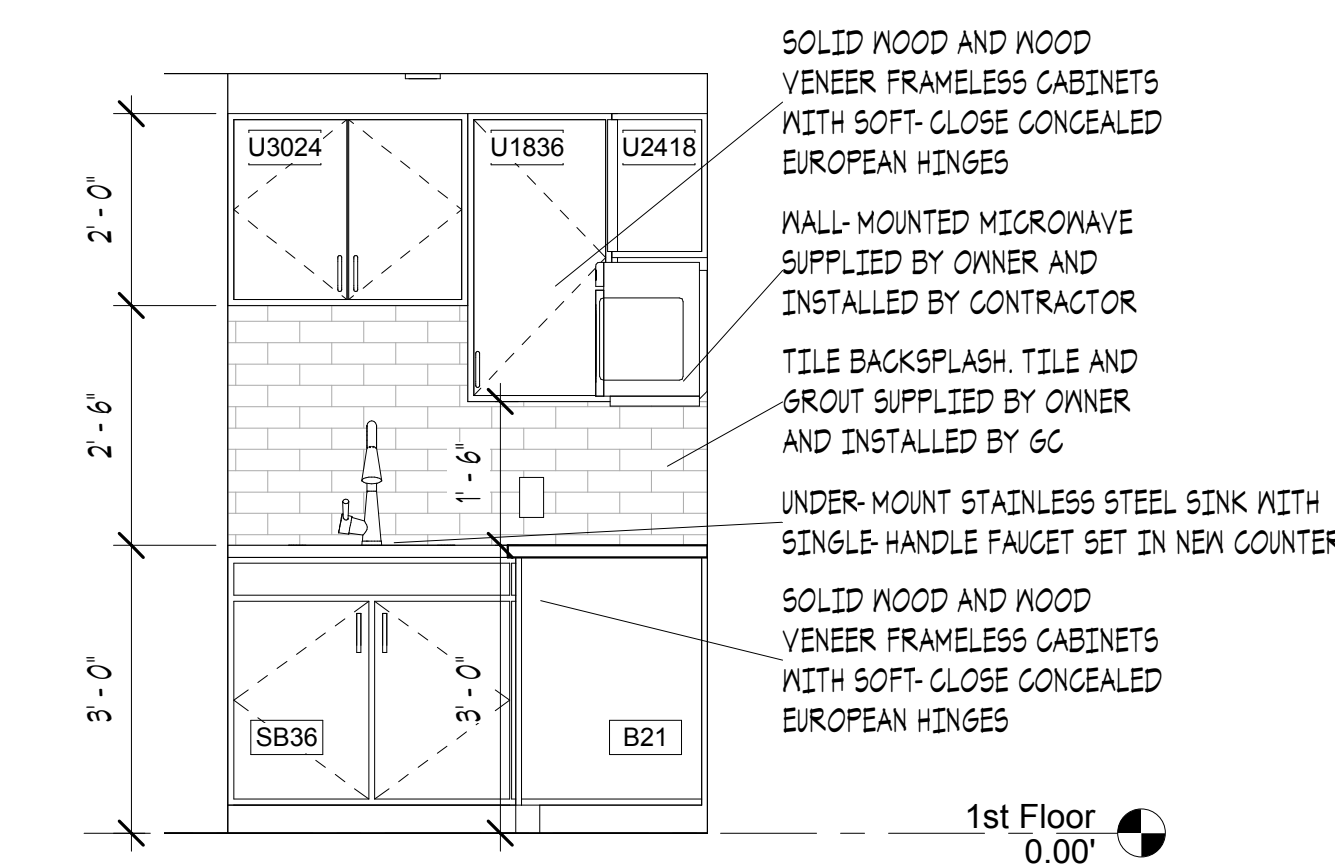 SOLID WOOD AND WOOD
VENEER FRAMELESS CABINETS
WITH SOFT-CLOSE CONCEALED
EUROPEAN HINGES
U3024
U1836
U2418
2' - 0"
WALL-MOUNTED MICROWAVE
SUPPLIED BY OWNER AND
INSTALLED BY CONTRACTOR
TILE BACKSPLASH. TILE AND
GROUT SUPPLIED BY OWNER
AND INSTALLED BY GC
2' - 6"
1' - 6"
UNDER-MOUNT STAINLESS STEEL SINK WITH
SINGLE-HANDLE FAUCET SET IN NEW COUNTER
SOLID WOOD AND WOOD
VENEER FRAMELESS CABINETS
WITH SOFT-CLOSE CONCEALED
EUROPEAN HINGES
3' - 0"
3' - 0"
SB36
B21
1st Floor
0.00'